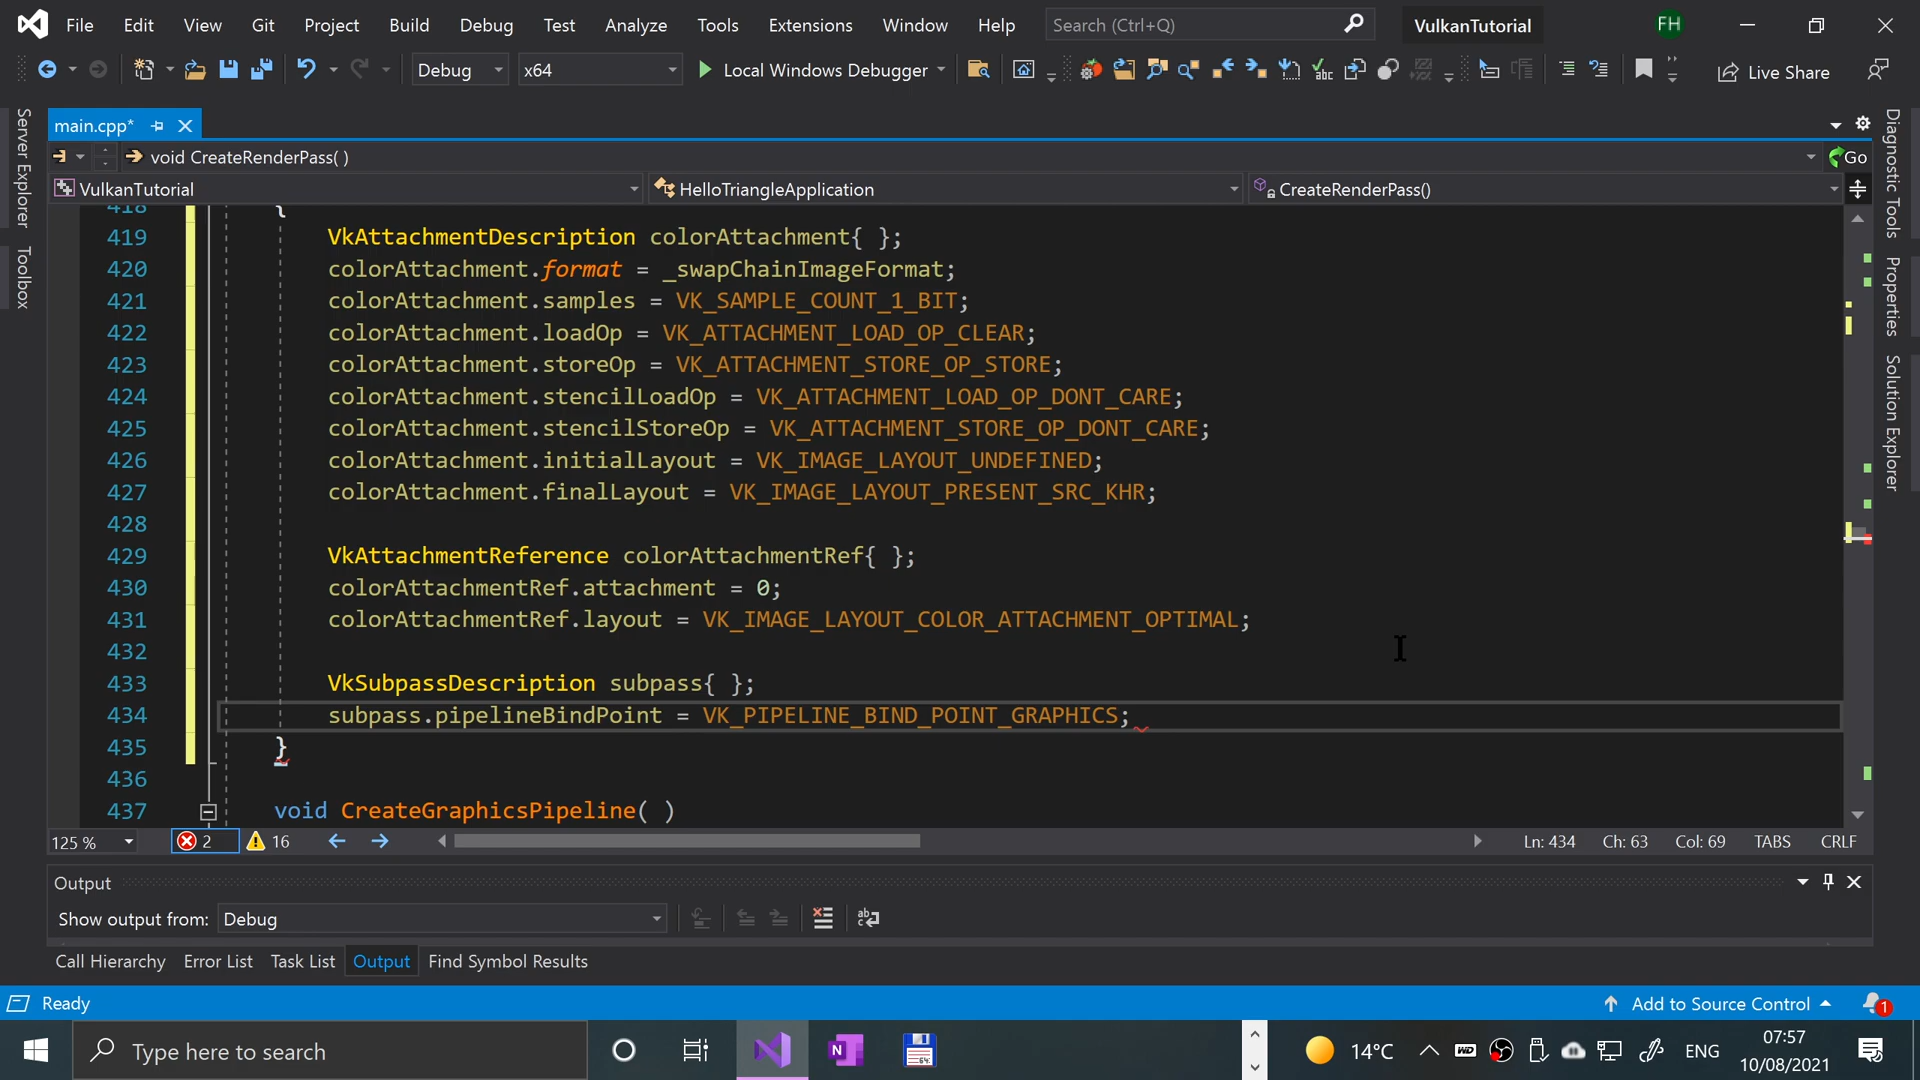 File Edit View Git Project Build Debug Test Analyze Tools Extensions Window Help Search (Ctrl+Q) VulkanTutorial FH
Debug x64 Local Windows Debugger Live Share
main.cpp*
void CreateRenderPass( ) Go
VulkanTutorial HelloTriangleApplication CreateRenderPass()
418 {
419 VkAttachmentDescription colorAttachment{ };
420 colorAttachment.format = _swapChainImageFormat;
421 colorAttachment.samples = VK_SAMPLE_COUNT_1_BIT;
422 colorAttachment.loadOp = VK_ATTACHMENT_LOAD_OP_CLEAR;
423 colorAttachment.storeOp = VK_ATTACHMENT_STORE_OP_STORE;
424 colorAttachment.stencilLoadOp = VK_ATTACHMENT_LOAD_OP_DONT_CARE;
425 colorAttachment.stencilStoreOp = VK_ATTACHMENT_STORE_OP_DONT_CARE;
426 colorAttachment.initialLayout = VK_IMAGE_LAYOUT_UNDEFINED;
427 colorAttachment.finalLayout = VK_IMAGE_LAYOUT_PRESENT_SRC_KHR;
428
429 VkAttachmentReference colorAttachmentRef{ };
430 colorAttachmentRef.attachment = 0;
431 colorAttachmentRef.layout = VK_IMAGE_LAYOUT_COLOR_ATTACHMENT_OPTIMAL;
432
433 VkSubpassDescription subpass{ };
434 subpass.pipelineBindPoint = VK_PIPELINE_BIND_POINT_GRAPHICS;
435 }
436
437 void CreateGraphicsPipeline( )
Server Explorer
Toolbox
Diagnostic Tools
Properties
Solution Explorer
125 % 2 16 Ln: 434 Ch: 63 Col: 69 TABS CRLF
Output
Show output from: Debug
Call Hierarchy Error List Task List Output Find Symbol Results
Ready Add to Source Control 1
Type here to search 14°C ENG 07:57
10/08/2021